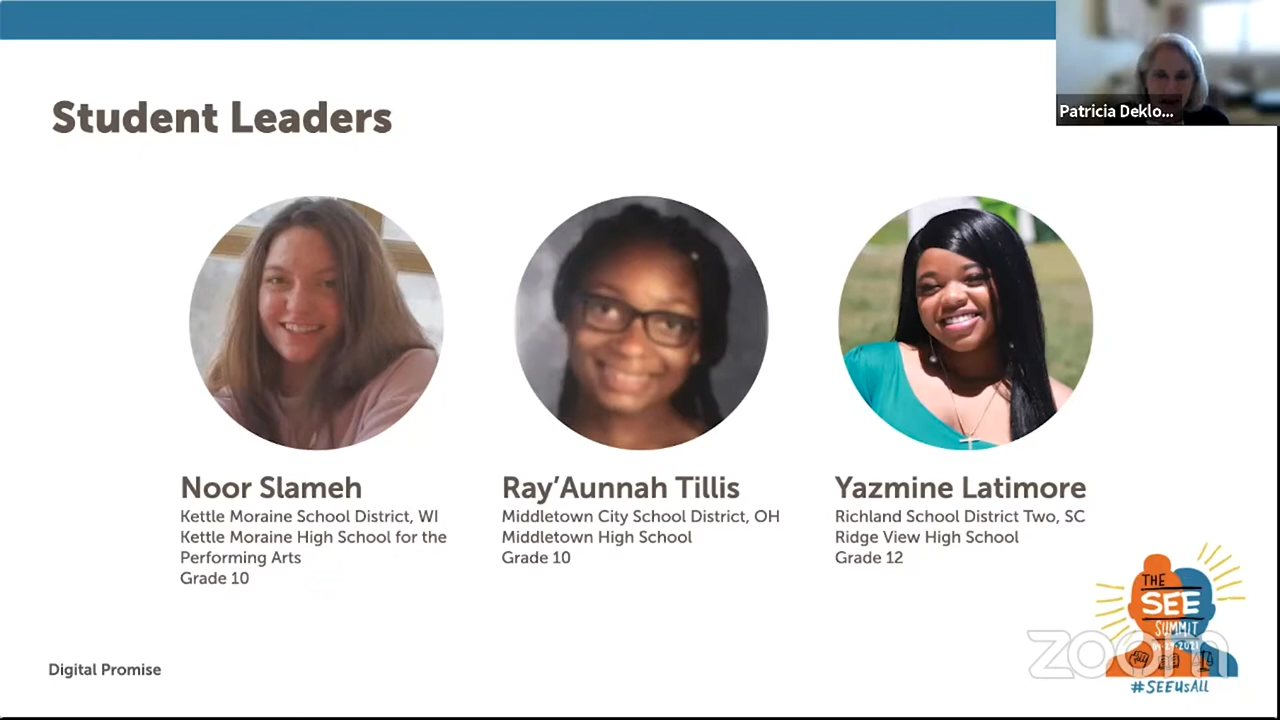 Patricia Deklo...
Student Leaders
Noor Slameh
Kettle Moraine School District, WI
Kettle Moraine High School for the
Performing Arts
Grade 10
Ray’Aunnah Tillis
Middletown City School District, OH
Middletown High School
Grade 10
Yazmine Latimore
Richland School District Two, SC
Ridge View High School
Grade 12
THE
SEE
SUMMIT
#SEEUsAll
zoom
Digital Promise